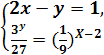 2x − y = 1,
3^y/27 = (1/9)^{X−2}